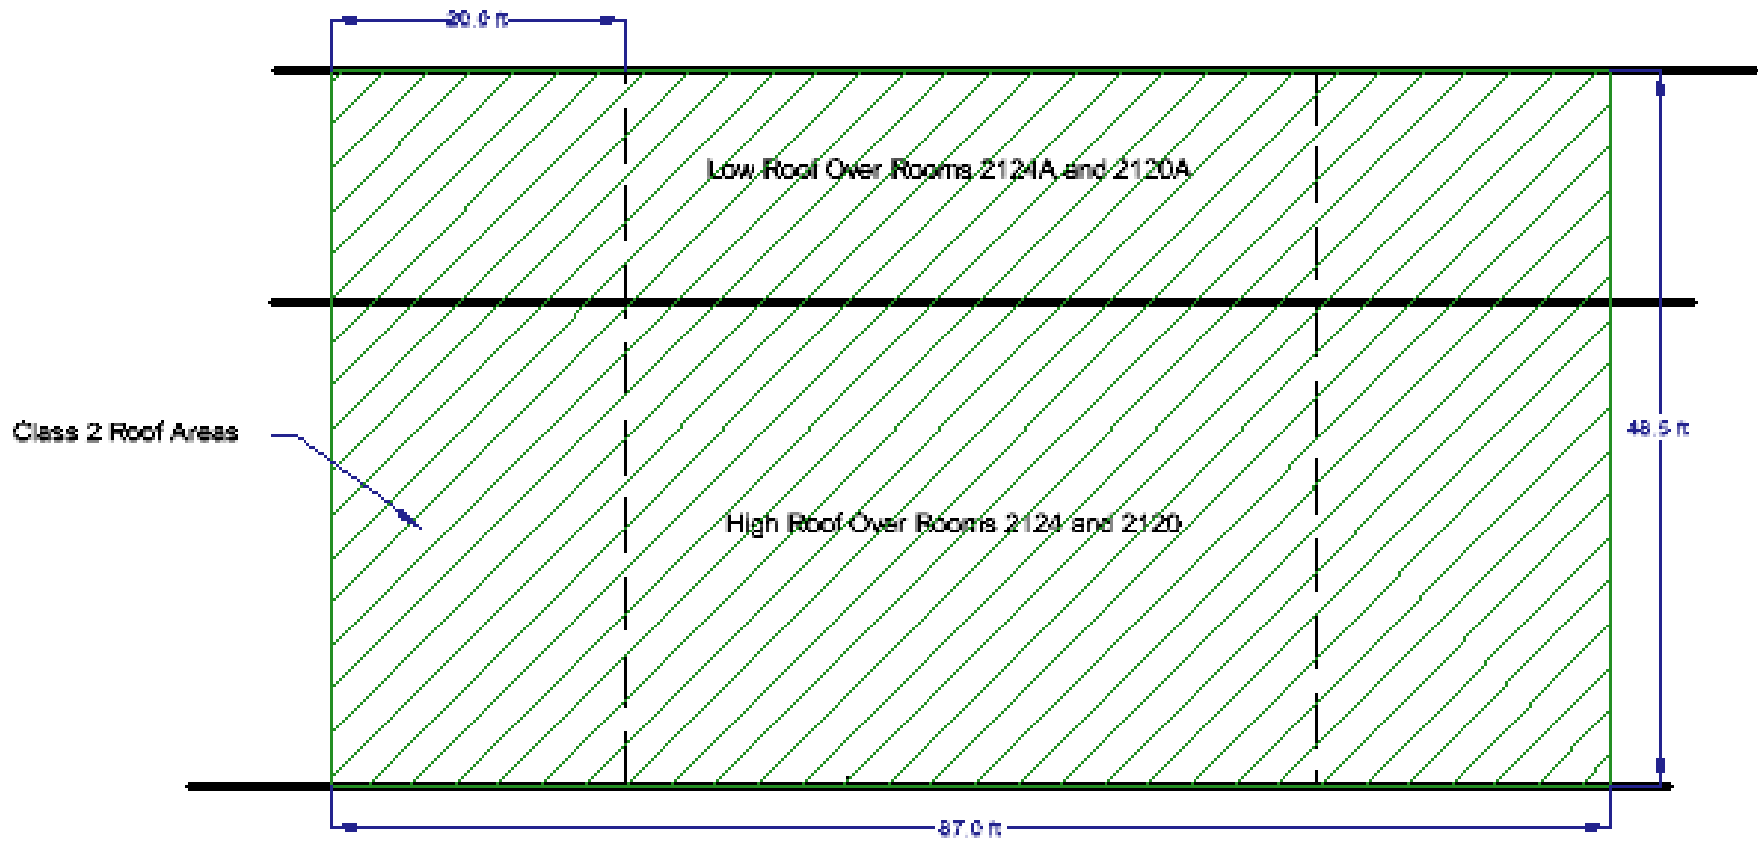 20.0 ft
Low Roof Over Rooms 2124A and 2120A
Class 2 Roof Areas
48.5 ft
High Roof Over Rooms 2124 and 2120
87.0 ft